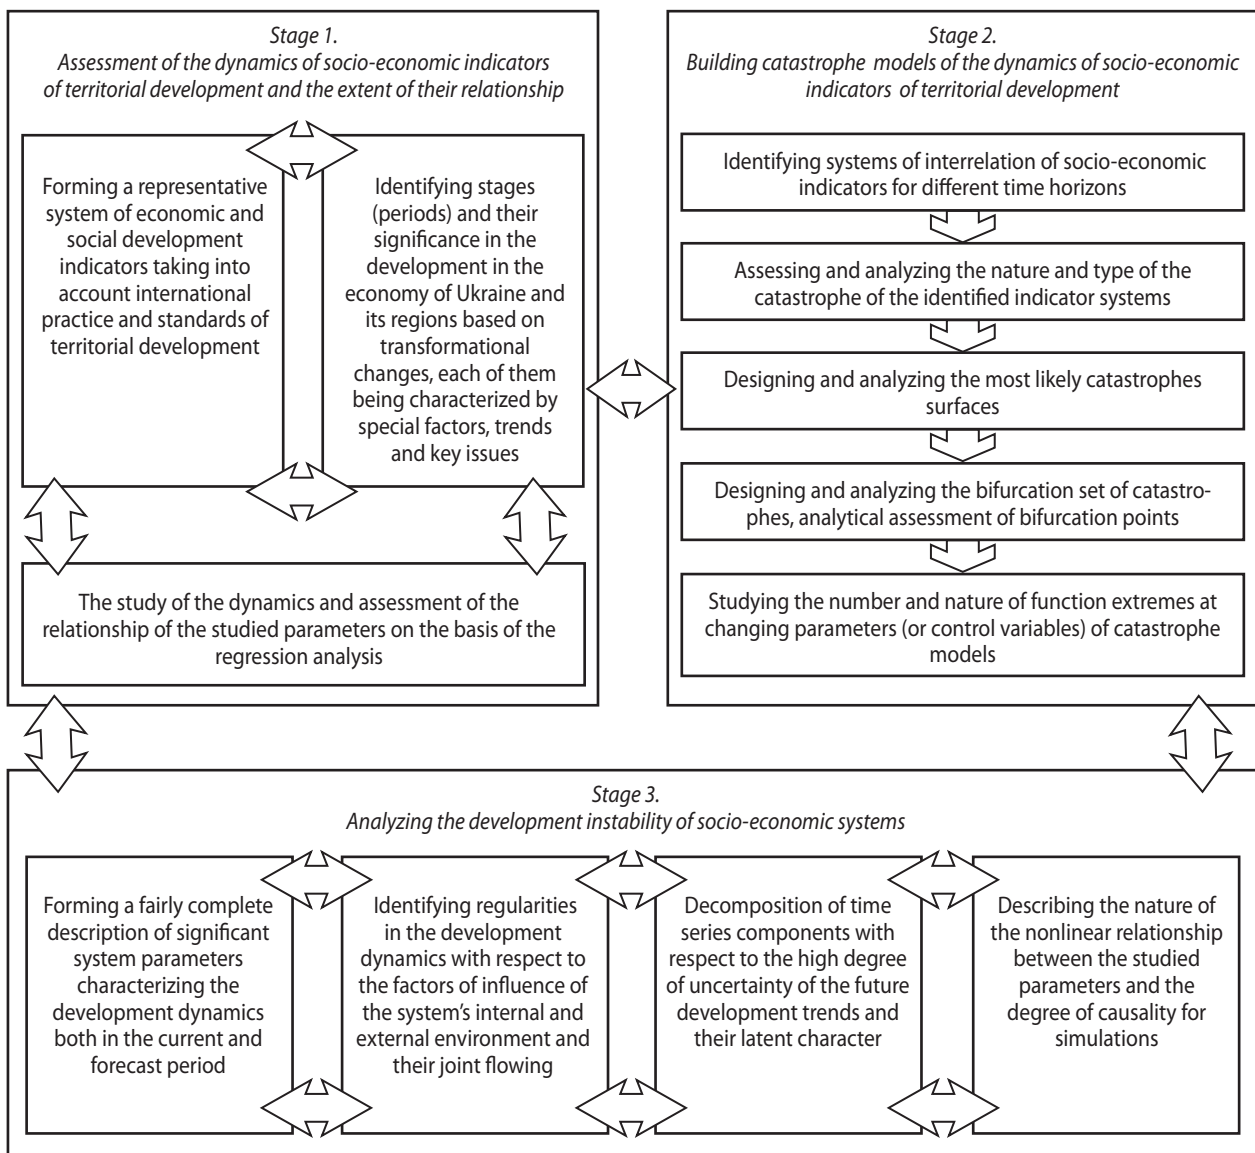 Stage 1.
Assessment of the dynamics of socio-economic indicators
of territorial development and the extent of their relationship
Forming a representative
system of economic and
social development
indicators taking into
account international
practice and standards of
territorial development
Identifying stages
(periods) and their
significance in the
development in the
economy of Ukraine and
its regions based on
transformational
changes, each of them
being characterized by
special factors, trends
and key issues
The study of the dynamics and assessment of the
relationship of the studied parameters on the basis of the
regression analysis
Stage 2.
Building catastrophe models of the dynamics of socio-economic
indicators of territorial development
Identifying systems of interrelation of socio-economic
indicators for different time horizons
Assessing and analyzing the nature and type of the
catastrophe of the identified indicator systems
Designing and analyzing the most likely catastrophes
surfaces
Designing and analyzing the bifurcation set of catastro-
phes, analytical assessment of bifurcation points
Studying the number and nature of function extremes at
changing parameters (or control variables) of catastrophe
models
Stage 3.
Analyzing the development instability of socio-economic systems
Forming a fairly complete
description of significant
system parameters
characterizing the
development dynamics
both in the current and
forecast period
Identifying regularities
in the development
dynamics with respect to
the factors of influence of
the system's internal and
external environment and
their joint flowing
Decomposition of time
series components with
respect to the high degree
of uncertainty of the future
development trends and
their latent character
Describing the nature of
the nonlinear relationship
between the studied
parameters and the
degree of causality for
simulations